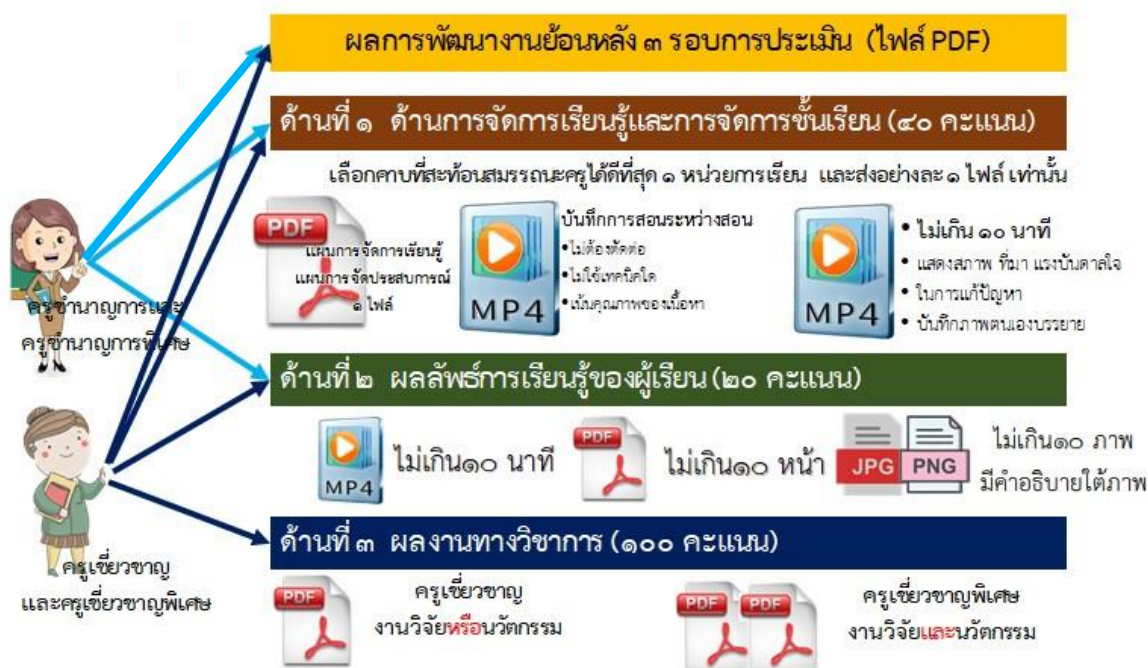 ผลการพัฒนางานย้อนหลัง ๓ รอบการประเมิน (ไฟล์ PDF)
ด้านที่ ๑ ด้านการจัดการเรียนรู้และการจัดการชั้นเรียน (๔๐ คะแนน)
เลือกคาบที่สะท้อนสมรรถนะครูได้ดีที่สุด ๑ หน่วยการเรียน และส่งอย่างละ ๑ ไฟล์ เท่านั้น
PDF
แผนการจัดการเรียนรู้
แผนการจัดประสบการณ์
๑ ไฟล์
MP4
บันทึกการสอนระหว่างสอน
•ไม่ต้องตัดต่อ
•ไม่ใช้เทคนิคใด
•เน้นคุณภาพของเนื้อหา
MP4
• ไม่เกิน ๑๐ นาที
• แสดงสภาพ ที่มา แรงบันดาลใจ
• ในการแก้ปัญหา
• บันทึกภาพตนเองบรรยาย
ครูชำนาญการและ
ครูชำนาญการพิเศษ
ด้านที่ ๒ ผลลัพธ์การเรียนรู้ของผู้เรียน (๒๐ คะแนน)
MP4
ไม่เกิน๑๐ นาที
PDF
ไม่เกิน๑๐ หน้า
JPG
PNG
ไม่เกิน๑๐ ภาพ
มีคำอธิบายใต้ภาพ
ครูเชี่ยวชาญ
และครูเชี่ยวชาญพิเศษ
ด้านที่ ๓ ผลงานทางวิชาการ (๑๐๐ คะแนน)
PDF
ครูเชี่ยวชาญ
งานวิจัยหรือนวัตกรรม
PDF
PDF
ครูเชี่ยวชาญพิเศษ
งานวิจัยและนวัตกรรม